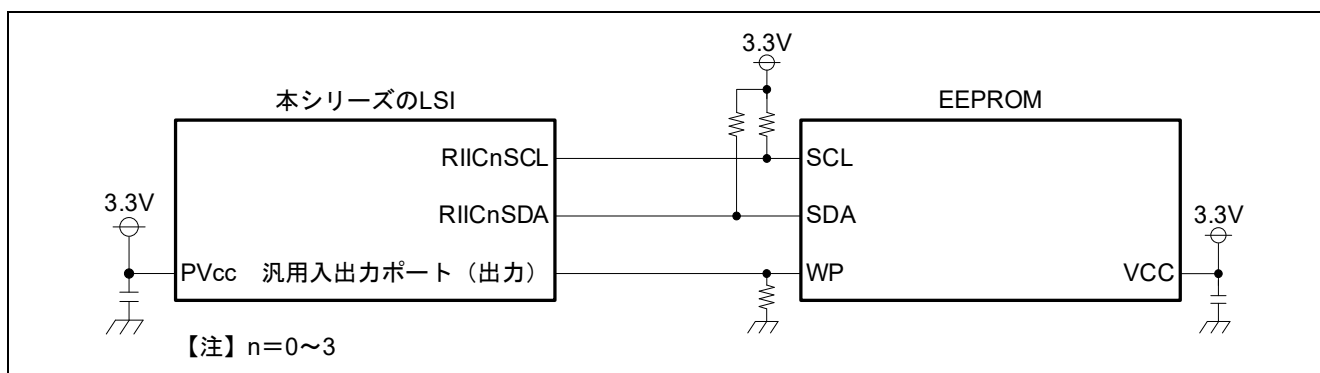 3.3V
本シリーズのLSI
EEPROM
RIICnSCL
SCL
3.3V
RIICnSDA
SDA
3.3V
PVcc
汎用入出力ポート（出力）
WP
VCC
【注】n＝0～3